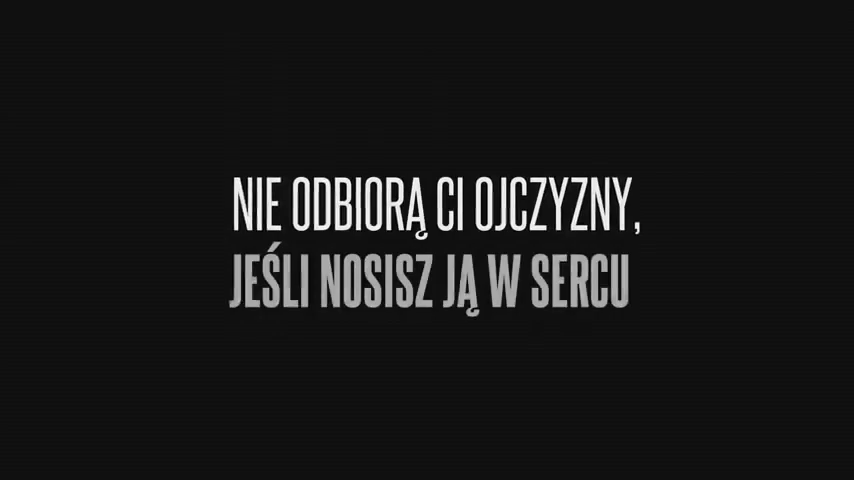 NIE ODBIORĄ CI OJCZYZNY,
JEŚLI NOSISZ JĄ W SERCU